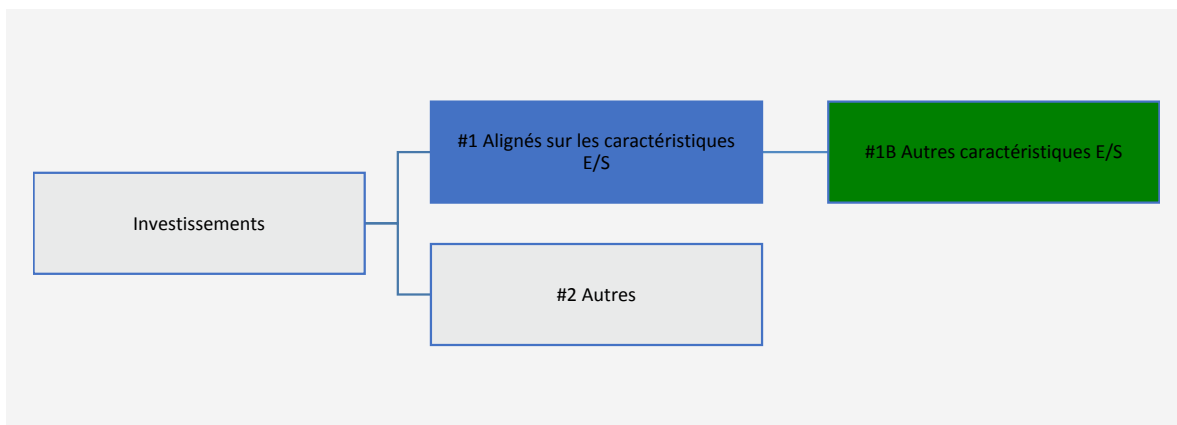 #1 Alignés sur les caractéristiques
E/S
#1B Autres caractéristiques E/S
Investissements
#2 Autres